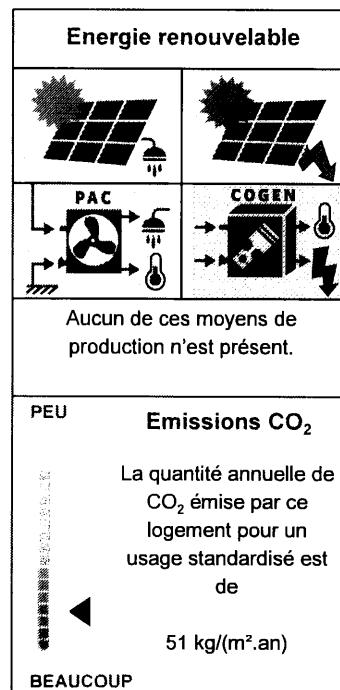 Energie renouvelable
PAC
COGEN
Aucun de ces moyens de
production n'est présent.
PEU
Emissions CO₂
La quantité annuelle de
CO₂ émise par ce
logement pour un
usage standardisé est
de
51 kg/(m².an)
BEAUCOUP